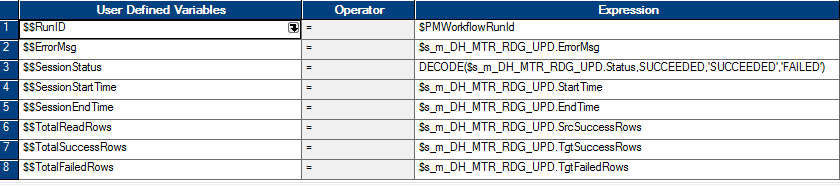 User Defined Variables Operator Expression
1 $$RunID = $PMWorkflowRunId
2 $$ErrorMsg = $s_m_DH_MTR_RDG_UPD.ErrorMsg
3 $$SessionStatus = DECODE($s_m_DH_MTR_RDG_UPD.Status,SUCCEEDED,'SUCCEEDED','FAILED')
4 $$SessionStartTime = $s_m_DH_MTR_RDG_UPD.StartTime
5 $$SessionEndTime = $s_m_DH_MTR_RDG_UPD.EndTime
6 $$TotalReadRows = $s_m_DH_MTR_RDG_UPD.SrcSuccessRows
7 $$TotalSuccessRows = $s_m_DH_MTR_RDG_UPD.TgtSuccessRows
8 $$TotalFailedRows = $s_m_DH_MTR_RDG_UPD.TgtFailedRows